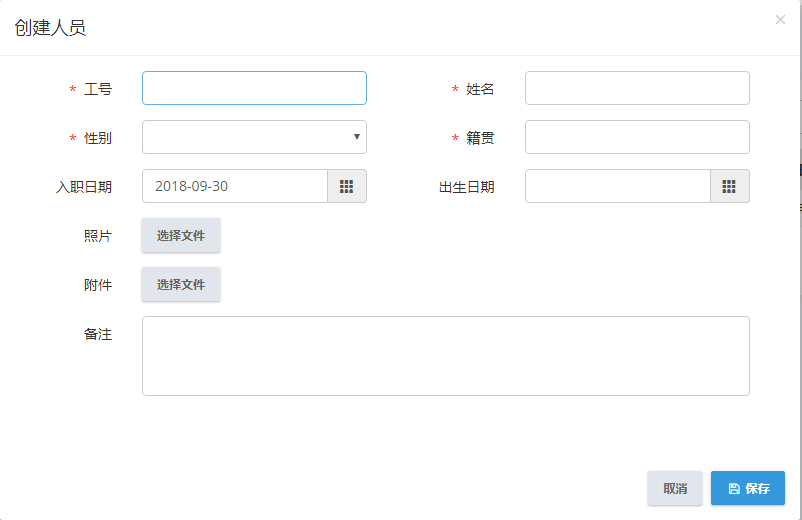 创建人员
×
* 工号
* 姓名
* 性别
* 籍贯
入职日期 2018-09-30
出生日期
照片 选择文件
附件 选择文件
备注
取消 保存